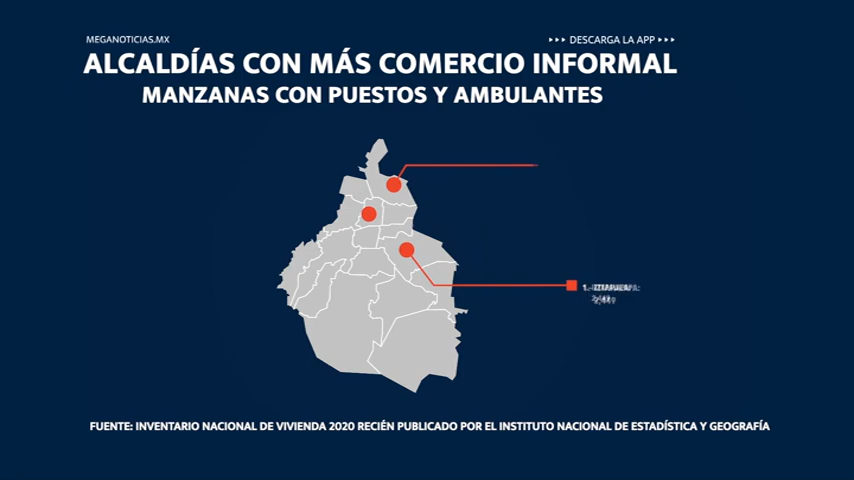 MEGANOTICIAS.MX
DESCARGA LA APP
ALCALDÍAS CON MÁS COMERCIO INFORMAL
MANZANAS CON PUESTOS Y AMBULANTES
1.
FUENTE: INVENTARIO NACIONAL DE VIVIENDA 2020 RECIÉN PUBLICADO POR EL INSTITUTO NACIONAL DE ESTADÍSTICA Y GEOGRAFÍA